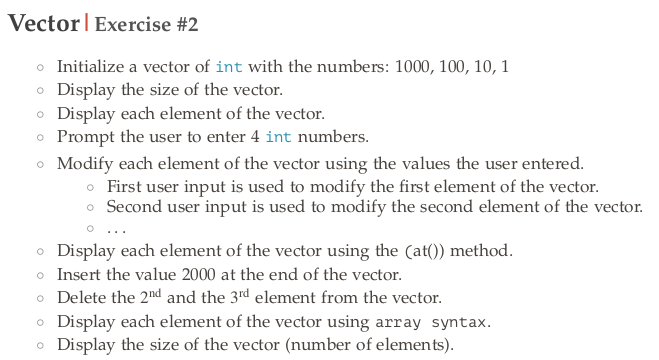 Vector | Exercise #2
◦ Initialize a vector of int with the numbers: 1000, 100, 10, 1
◦ Display the size of the vector.
◦ Display each element of the vector.
◦ Prompt the user to enter 4 int numbers.
◦ Modify each element of the vector using the values the user entered.
◦ First user input is used to modify the first element of the vector.
◦ Second user input is used to modify the second element of the vector.
◦ ...
◦ Display each element of the vector using the (at()) method.
◦ Insert the value 2000 at the end of the vector.
◦ Delete the 2nd and the 3rd element from the vector.
◦ Display each element of the vector using array syntax.
◦ Display the size of the vector (number of elements).